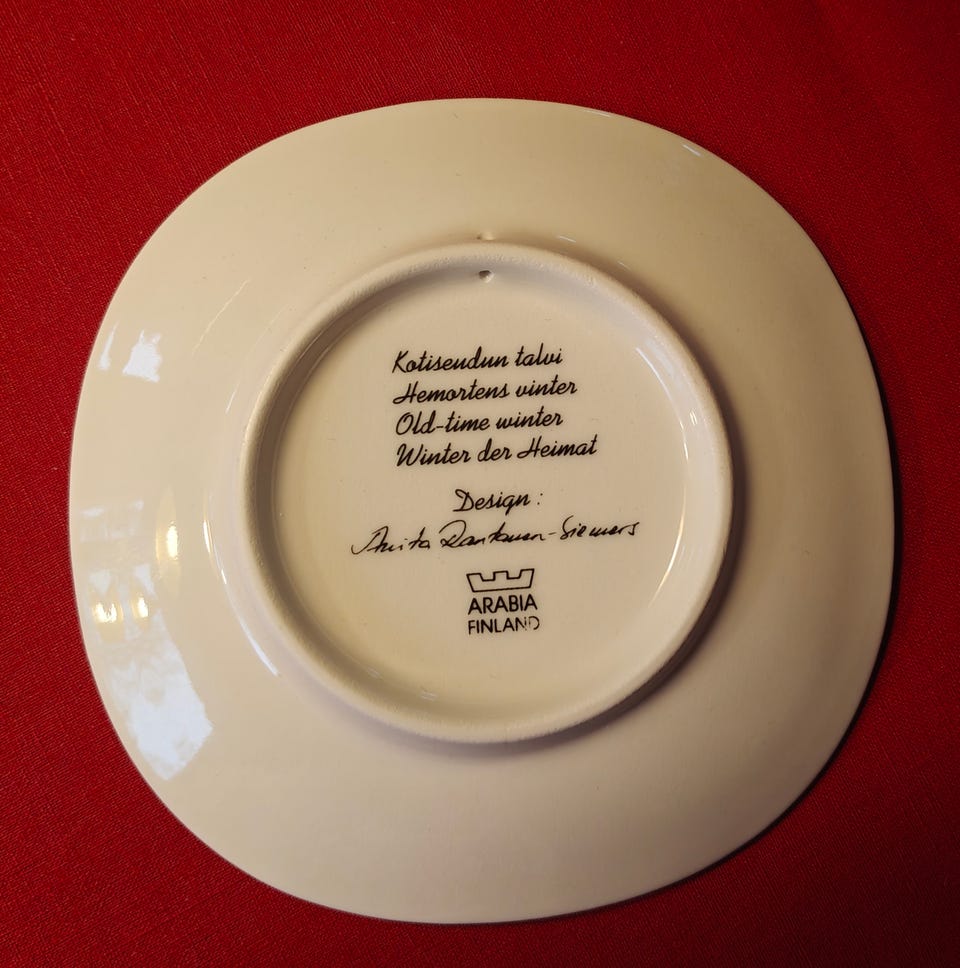 Kotiseudun talvi
Hemortens vinter
Old-time winter
Winter der Heimat
Design:
Anita Rantanen-Siemers
ARABIA
FINLAND